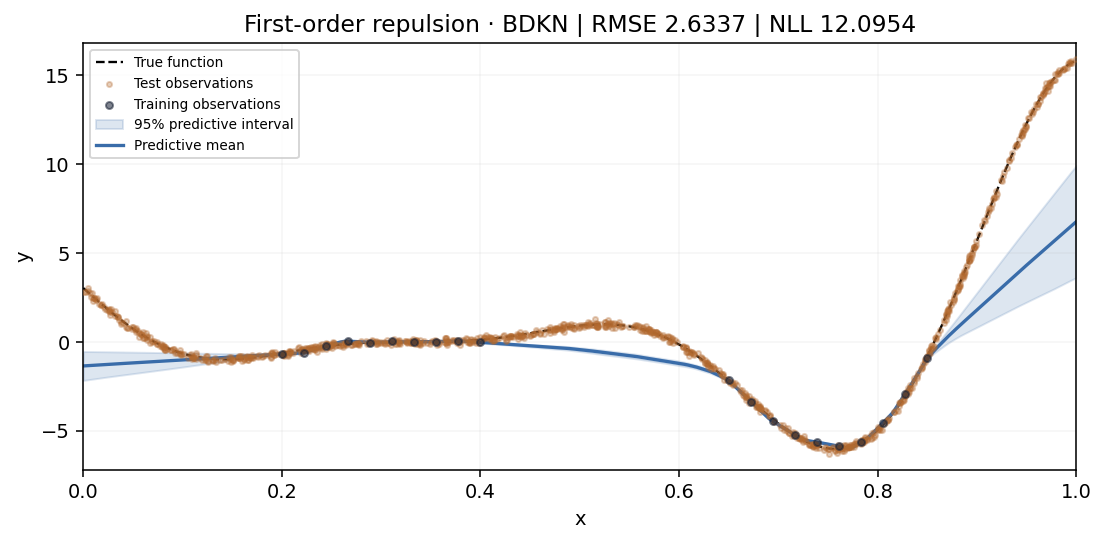 First-order repulsion · BDKN | RMSE 2.6337 | NLL 12.0954
True function
Test observations
Training observations
95% predictive interval
Predictive mean
y
15
10
5
0
−5
0.0 0.2 0.4 0.6 0.8 1.0
x